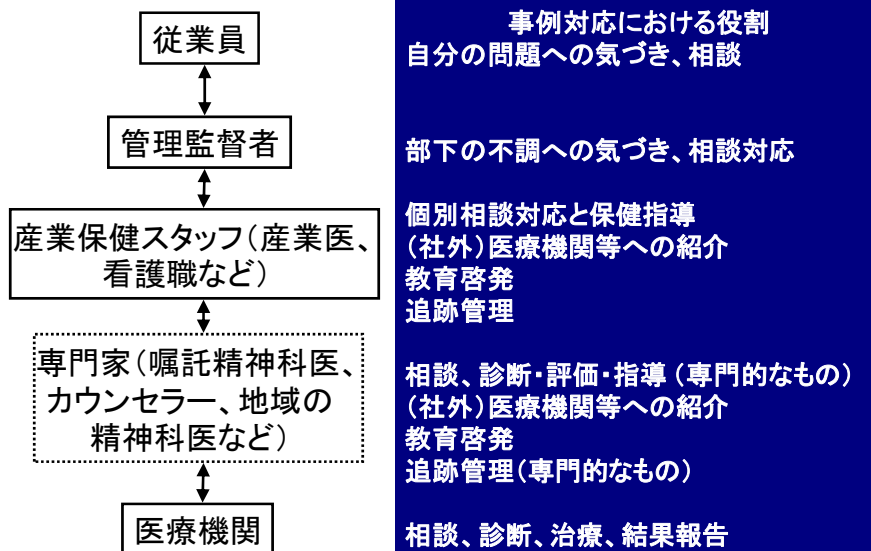 従業員
管理監督者
産業保健スタッフ(産業医、
看護職など)
専門家(嘱託精神科医、
カウンセラー、地域の
精神科医など)
医療機関
事例対応における役割
自分の問題への気づき、相談
部下の不調への気づき、相談対応
個別相談対応と保健指導
(社外)医療機関等への紹介
教育啓発
追跡管理
相談、診断・評価・指導(専門的なもの)
(社外)医療機関等への紹介
教育啓発
追跡管理(専門的なもの)
相談、診断、治療、結果報告